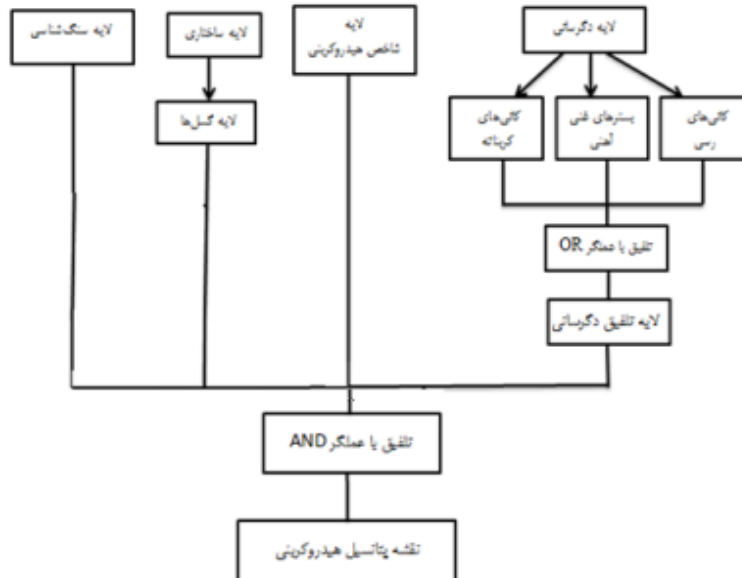 لایه سنگ‌شناسی
لایه ساختاری
لایه
شاخص هیدروکربنی
لایه دگرسانی
لایه گسل‌ها
کانی‌های
کربناته
بسترهای غنی
آهنی
کانی‌های
رسی
تلفیق با عملگر OR
لایه تلفیق دگرسانی
تلفیق با عملگر AND
نقشه پتانسیل هیدروکربنی